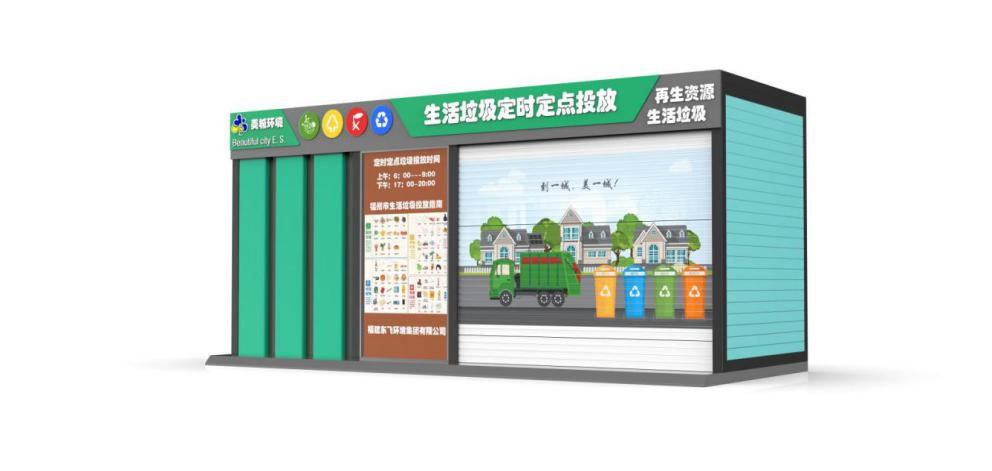 美城环境
Beautiful city E. S.
生活垃圾定时定点投放
再生资源
生活垃圾
定时定点垃圾投放时间
上午：6：00---9:00
下午：17：00-20:00
福州市生活垃圾投放指南
到一城、美一城！
福建东飞环境集团有限公司